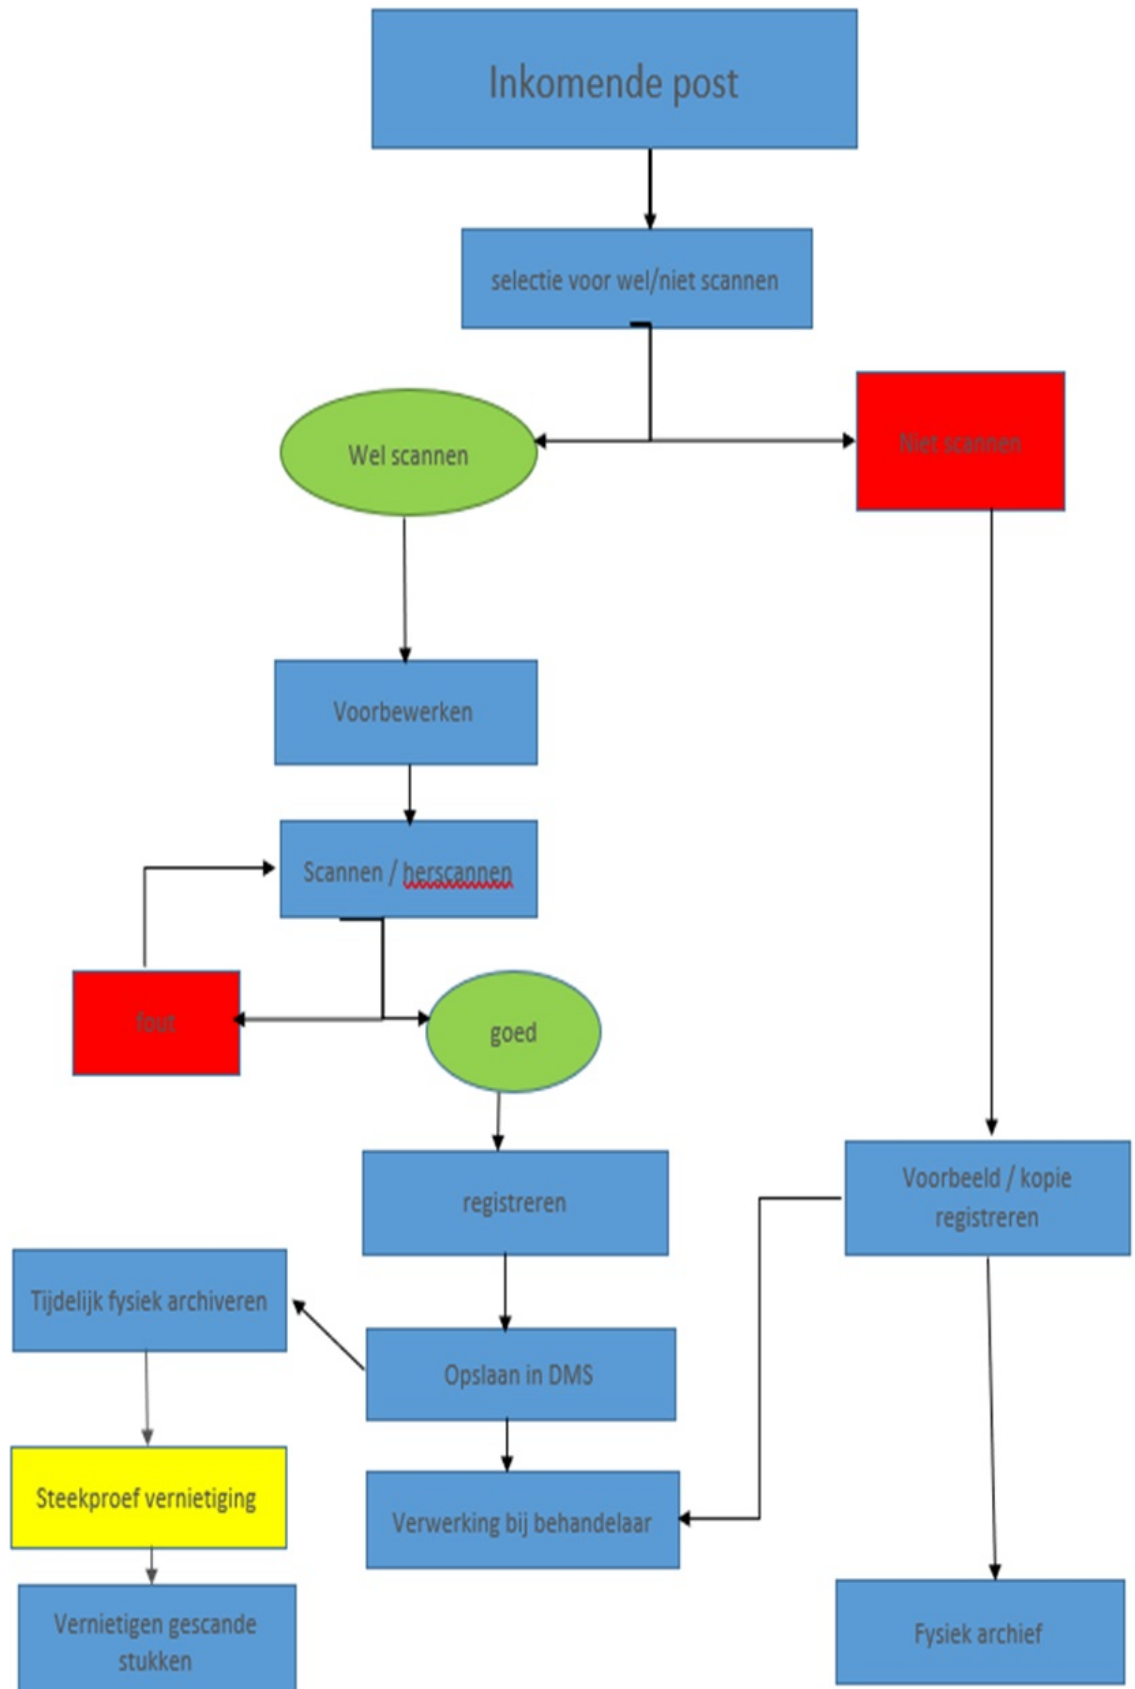 Inkomende post
selectie voor wel/niet scannen
Wel scannen
Niet scannen
Voorbewerken
Scannen / herscannen
fout
goed
registreren
Voorbeeld / kopie
registreren
Tijdelijk fysiek archiveren
Opslaan in DMS
Steekproef vernietiging
Verwerking bij behandelaar
Vernietigen gescande
stukken
Fysiek archief